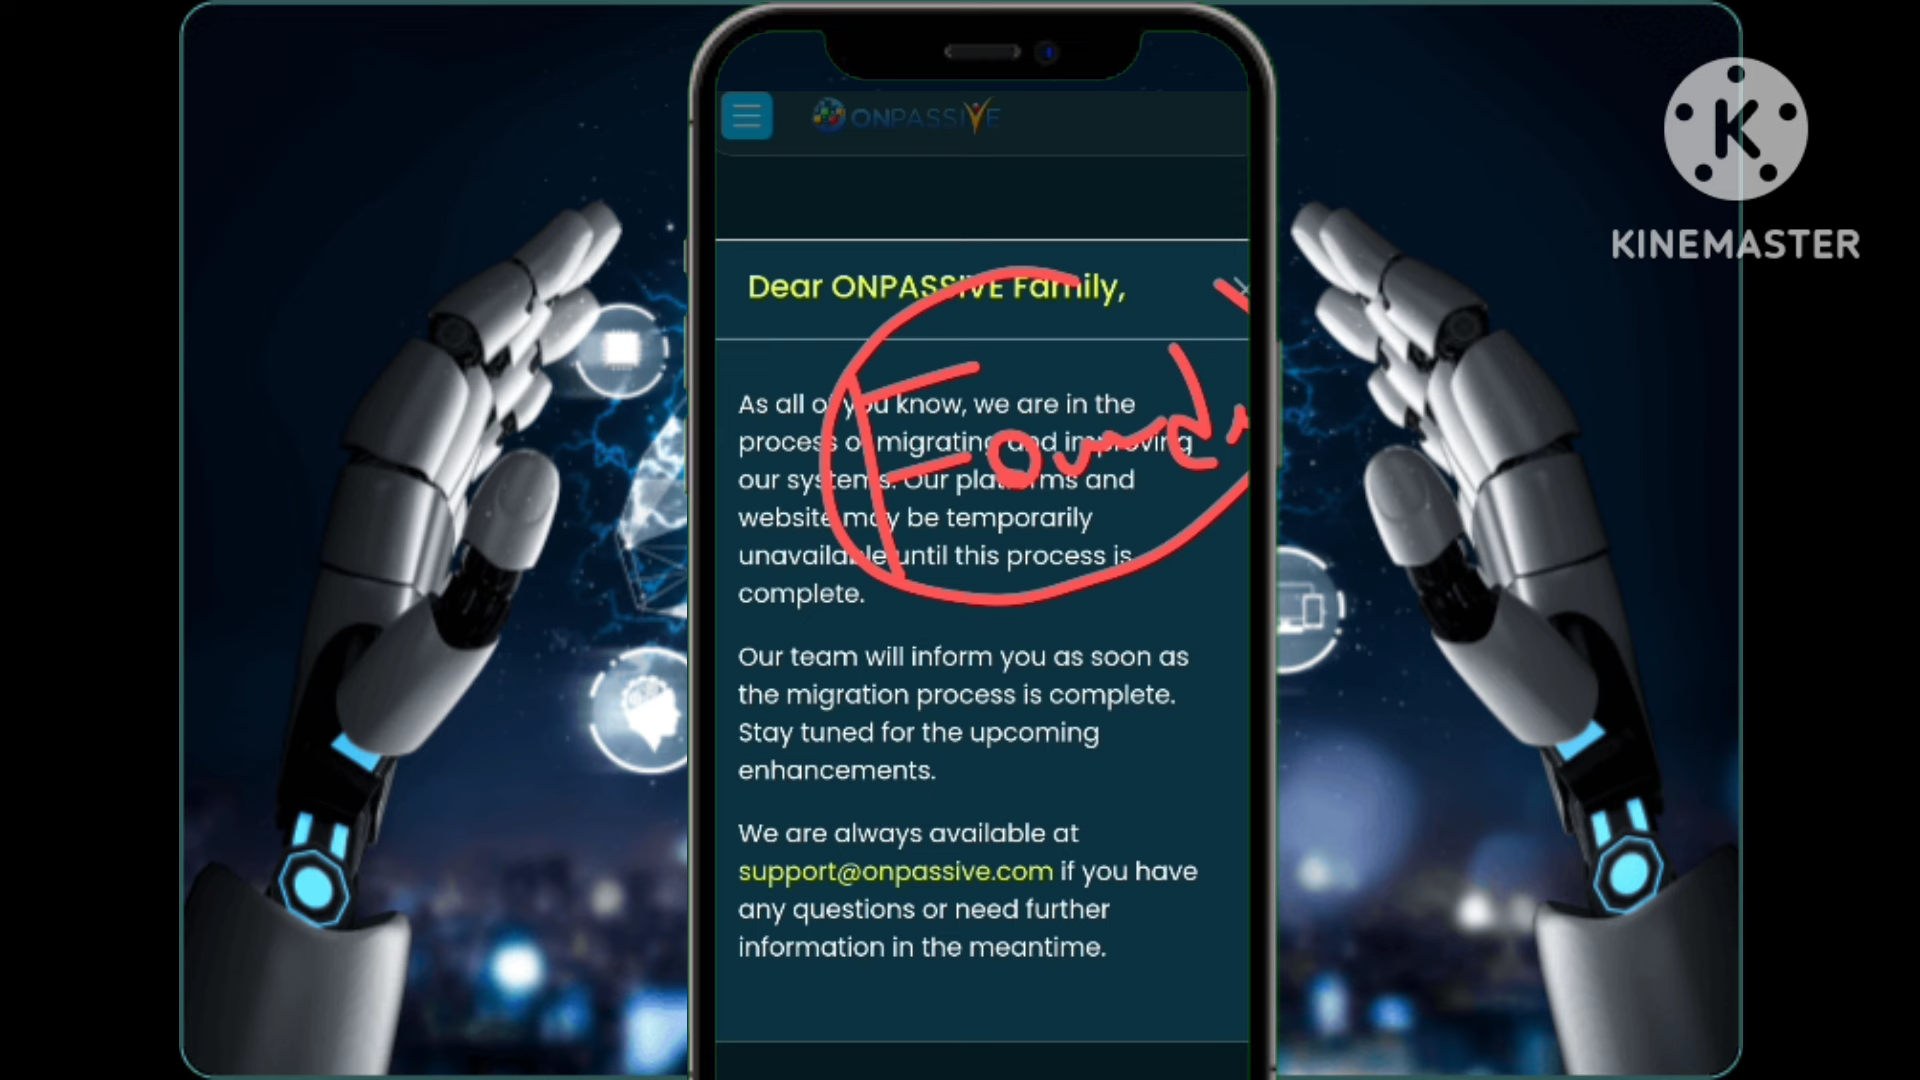 ONPASSIVE
Dear ONPASSIVE Family,
As all of you know, we are in the
process of migrating and improving
our systems. Our platforms and
website may be temporarily
unavailable until this process is
complete.
Our team will inform you as soon as
the migration process is complete.
Stay tuned for the upcoming
enhancements.
We are always available at
support@onpassive.com if you have
any questions or need further
information in the meantime.
K
KINEMASTER